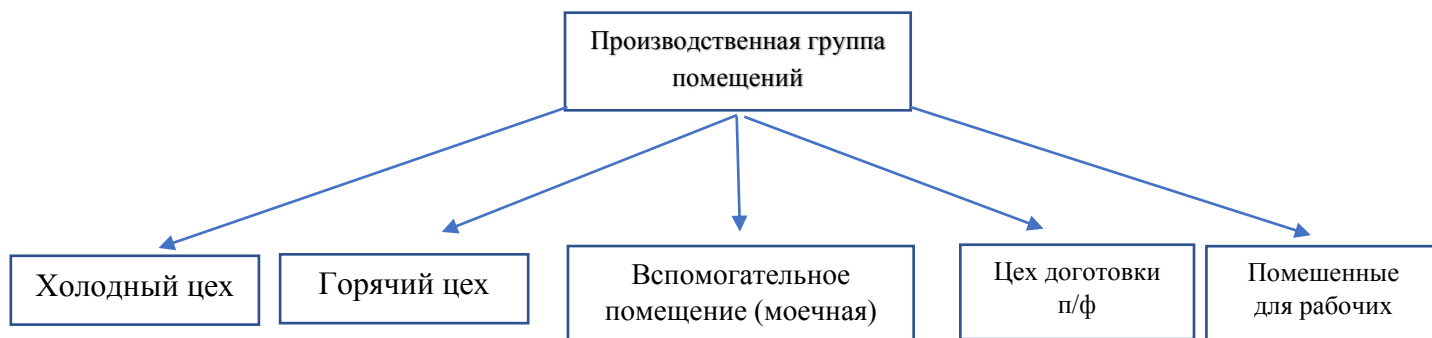 Производственная группа
помещений
Холодный цех
Горячий цех
Вспомогательное
помещение (моечная)
Цех доготовки
п/ф
Помешенные
для рабочих